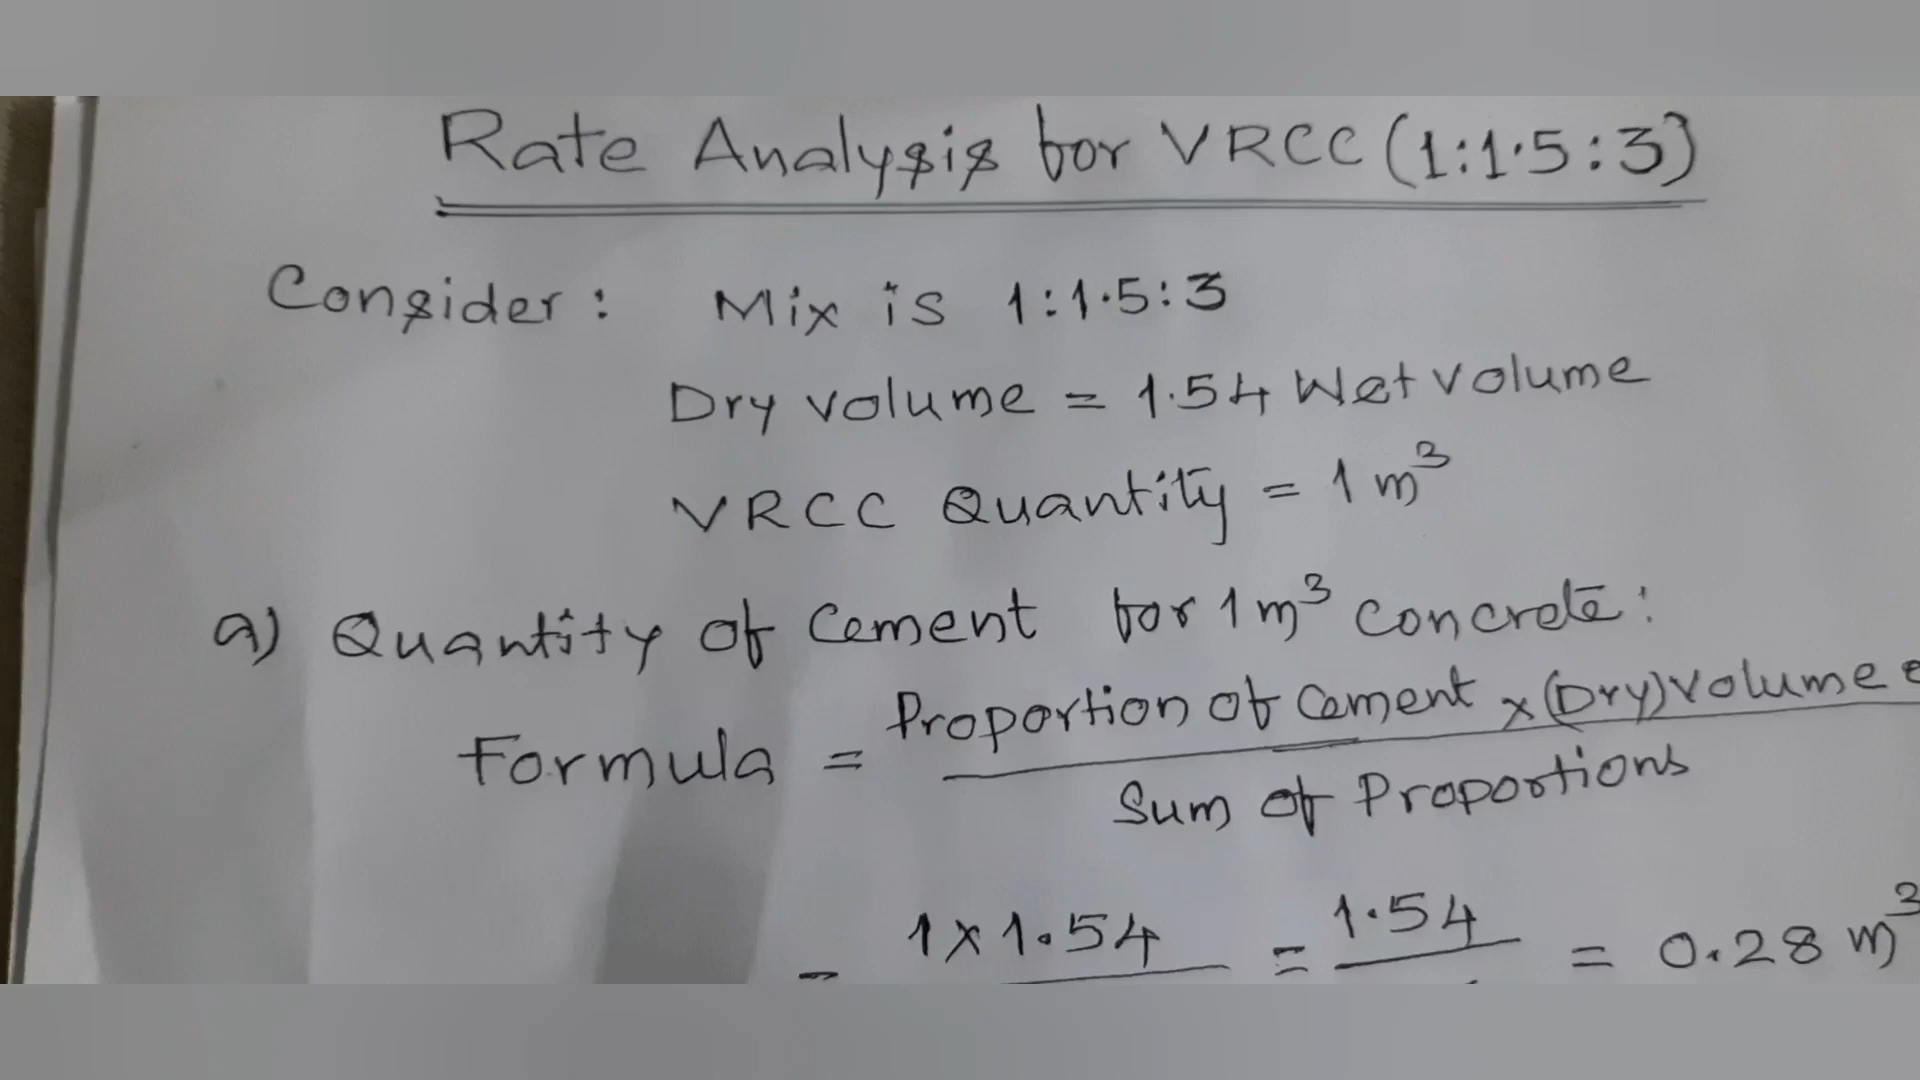 Rate Analysis for VRCC (1:1.5:3)
Consider: Mix is 1:1.5:3
Dry volume = 1.54 Wet volume
VRCC Quantity = 1 m³
a) Quantity of Cement for 1 m³ concrete:
Formula = Proportion of Cement x (Dry) volume
Sum of Proportions
= 1 x 1.54 = 1.54 = 0.28 m³